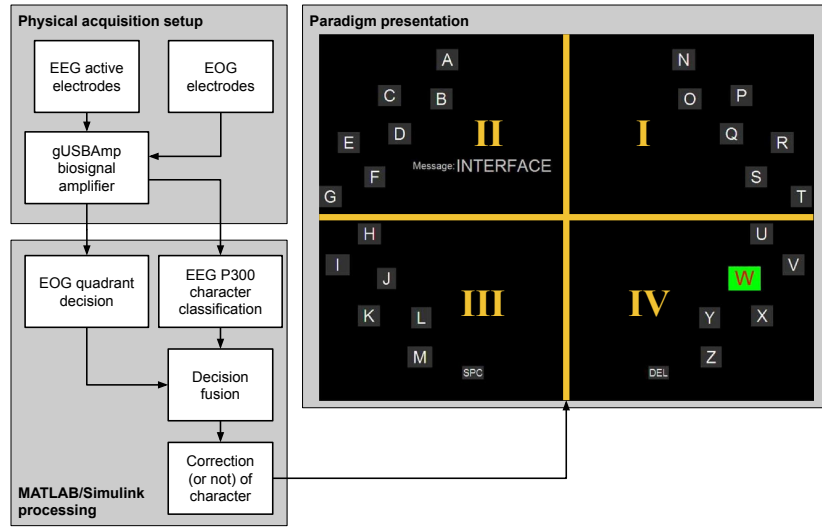 Physical acquisition setup
EEG active
electrodes
EOG
electrodes
gUSBAmp
biosignal
amplifier
EOG quadrant
decision
EEG P300
character
classification
Decision
fusion
Correction
(or not) of
character
MATLAB/Simulink
processing
Paradigm presentation
A
C
B
D
E
F
G
II
Message: INTERFACE
N
O
P
Q
R
S
T
I
H
I
J
K
L
M
III
SPC
U
V
W
X
Y
Z
IV
DEL